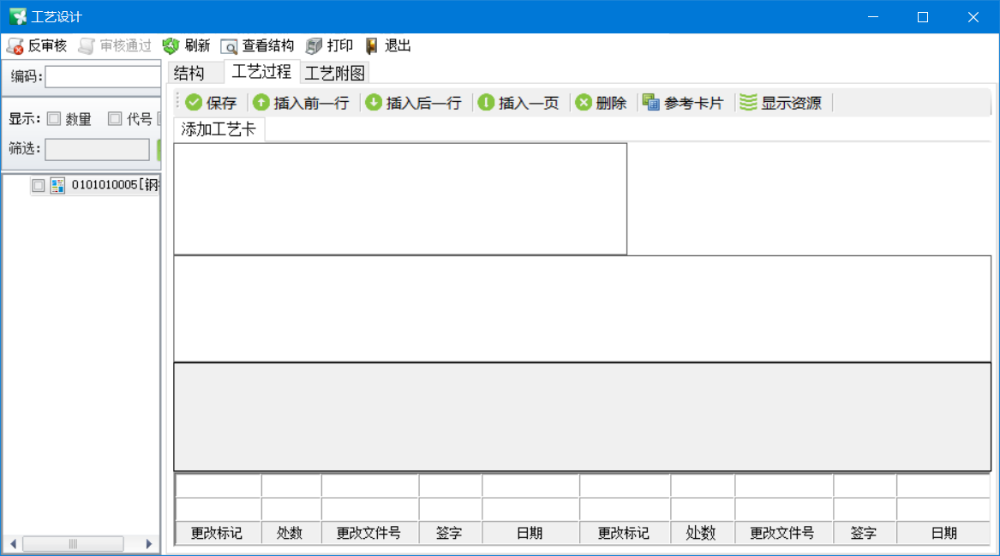 工艺设计
反审核 审核通过 刷新 查看结构 打印 退出
编码:
显示: 数量 代号
筛选:
0101010005[钢
结构 工艺过程 工艺附图
保存 插入前一行 插入后一行 插入一页 删除 参考卡片 显示资源
添加工艺卡
更改标记 处数 更改文件号 签字 日期 更改标记 处数 更改文件号 签字 日期